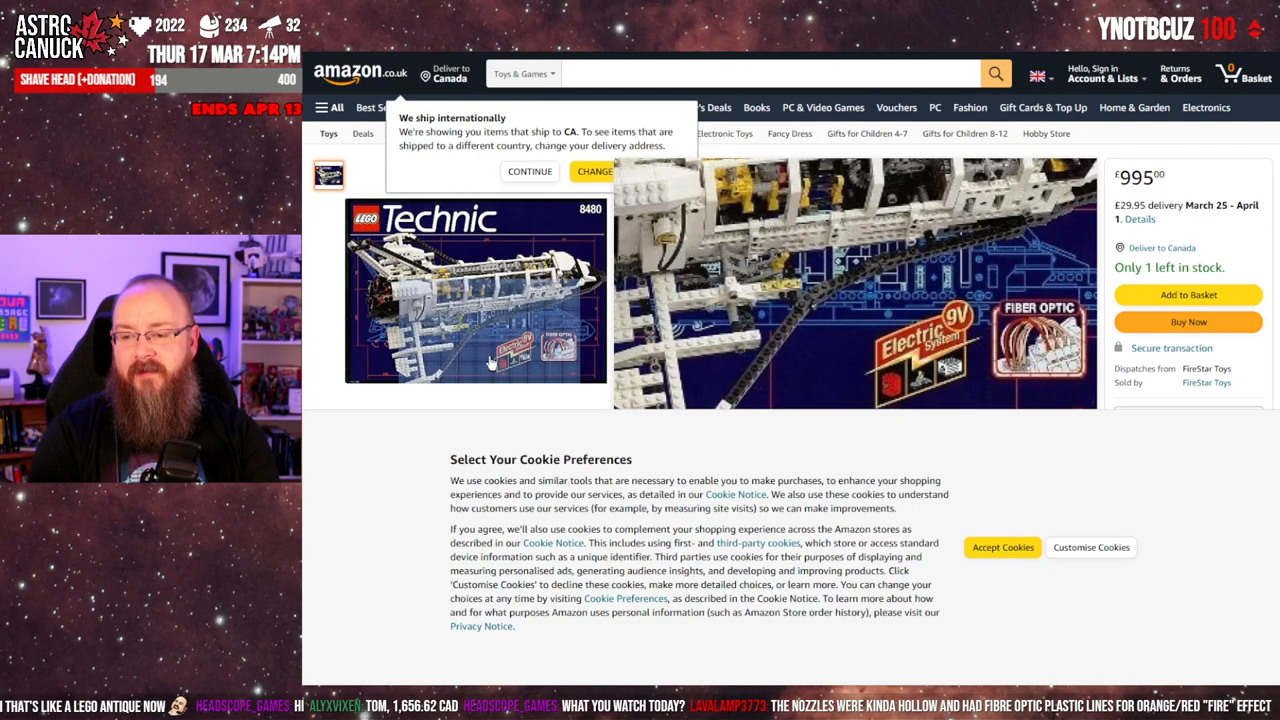 ASTRO
CANUCK
2022
234
32
THUR 17 MAR 7:14PM
SHAVE HEAD (+DONATION) 194 400
ENDS APR 13
YNOTBCUZ 100
amazon.co.uk
Deliver to
Canada
Toys & Games
Hello, Sign in
Account & Lists
Returns
& Orders
0
Basket
All
Best Se
's Deals
Books
PC & Video Games
Vouchers
PC
Fashion
Gift Cards & Top Up
Home & Garden
Electronics
Toys
Deals
lectronic Toys
Fancy Dress
Gifts for Children 4-7
Gifts for Children 8-12
Hobby Store
We ship internationally
We're showing you items that ship to CA. To see items that are
shipped to a different country, change your delivery address.
CONTINUE
CHANGE
LEGO Technic 8480
Electric 9V
System
FIBER OPTIC
Electric 9V
System
FIBER OPTIC
£995⁰⁰
£29.95 delivery March 25 - April
1. Details
Deliver to Canada
Only 1 left in stock.
Add to Basket
Buy Now
Secure transaction
Dispatches from FireStar Toys
Sold by FireStar Toys
Select Your Cookie Preferences
We use cookies and similar tools that are necessary to enable you to make purchases, to enhance your shopping
experiences and to provide our services, as detailed in our Cookie Notice. We also use these cookies to understand
how customers use our services (for example, by measuring site visits) so we can make improvements.
If you agree, we'll also use cookies to complement your shopping experience across the Amazon stores as
described in our Cookie Notice. This includes using first- and third-party cookies, which store or access standard
device information such as a unique identifier. Third parties use cookies for their purposes of displaying and
measuring personalised ads, generating audience insights, and developing and improving products. Click
'Customise Cookies' to decline these cookies, make more detailed choices, or learn more. You can change your
choices at any time by visiting Cookie Preferences, as described in the Cookie Notice. To learn more about how
and for what purposes Amazon uses personal information (such as Amazon Store order history), please visit our
Privacy Notice.
Accept Cookies
Customise Cookies
THAT'S LIKE A LEGO ANTIQUE NOW HEADSCOPE_GAMES: HI ALYXVIXEN: TOM, 1,656.62 CAD HEADSCOPE_GAMES: WHAT YOU WATCH TODAY? LAVALAMP3773: THE NOZZLES WERE KINDA HOLLOW AND HAD FIBRE OPTIC PLASTIC LINES FOR ORANGE/RED "FIRE" EFFECT